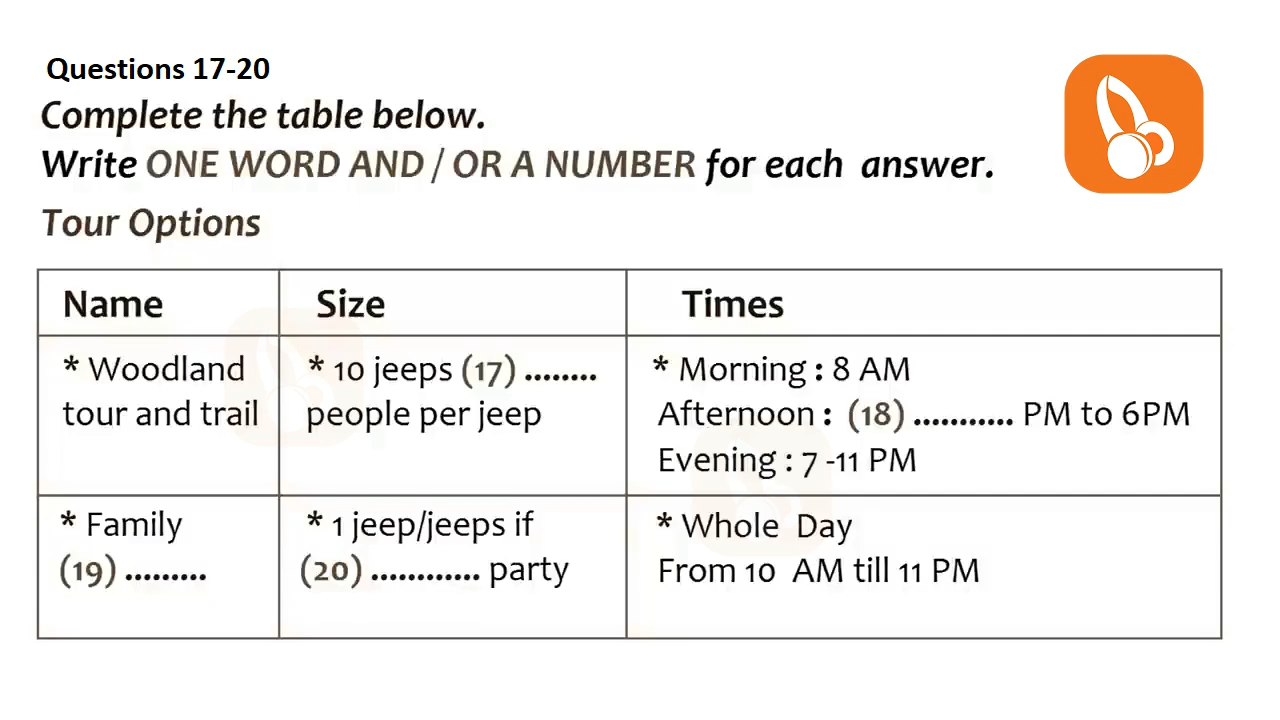 Questions 17-20
Complete the table below.
Write ONE WORD AND / OR A NUMBER for each answer.
Tour Options
Name Size Times
* Woodland * 10 jeeps (17) ........ * Morning : 8 AM
tour and trail people per jeep Afternoon : (18) ........... PM to 6PM
Evening : 7 -11 PM
* Family * 1 jeep/jeeps if * Whole Day
(19) ......... (20) ............ party From 10 AM till 11 PM